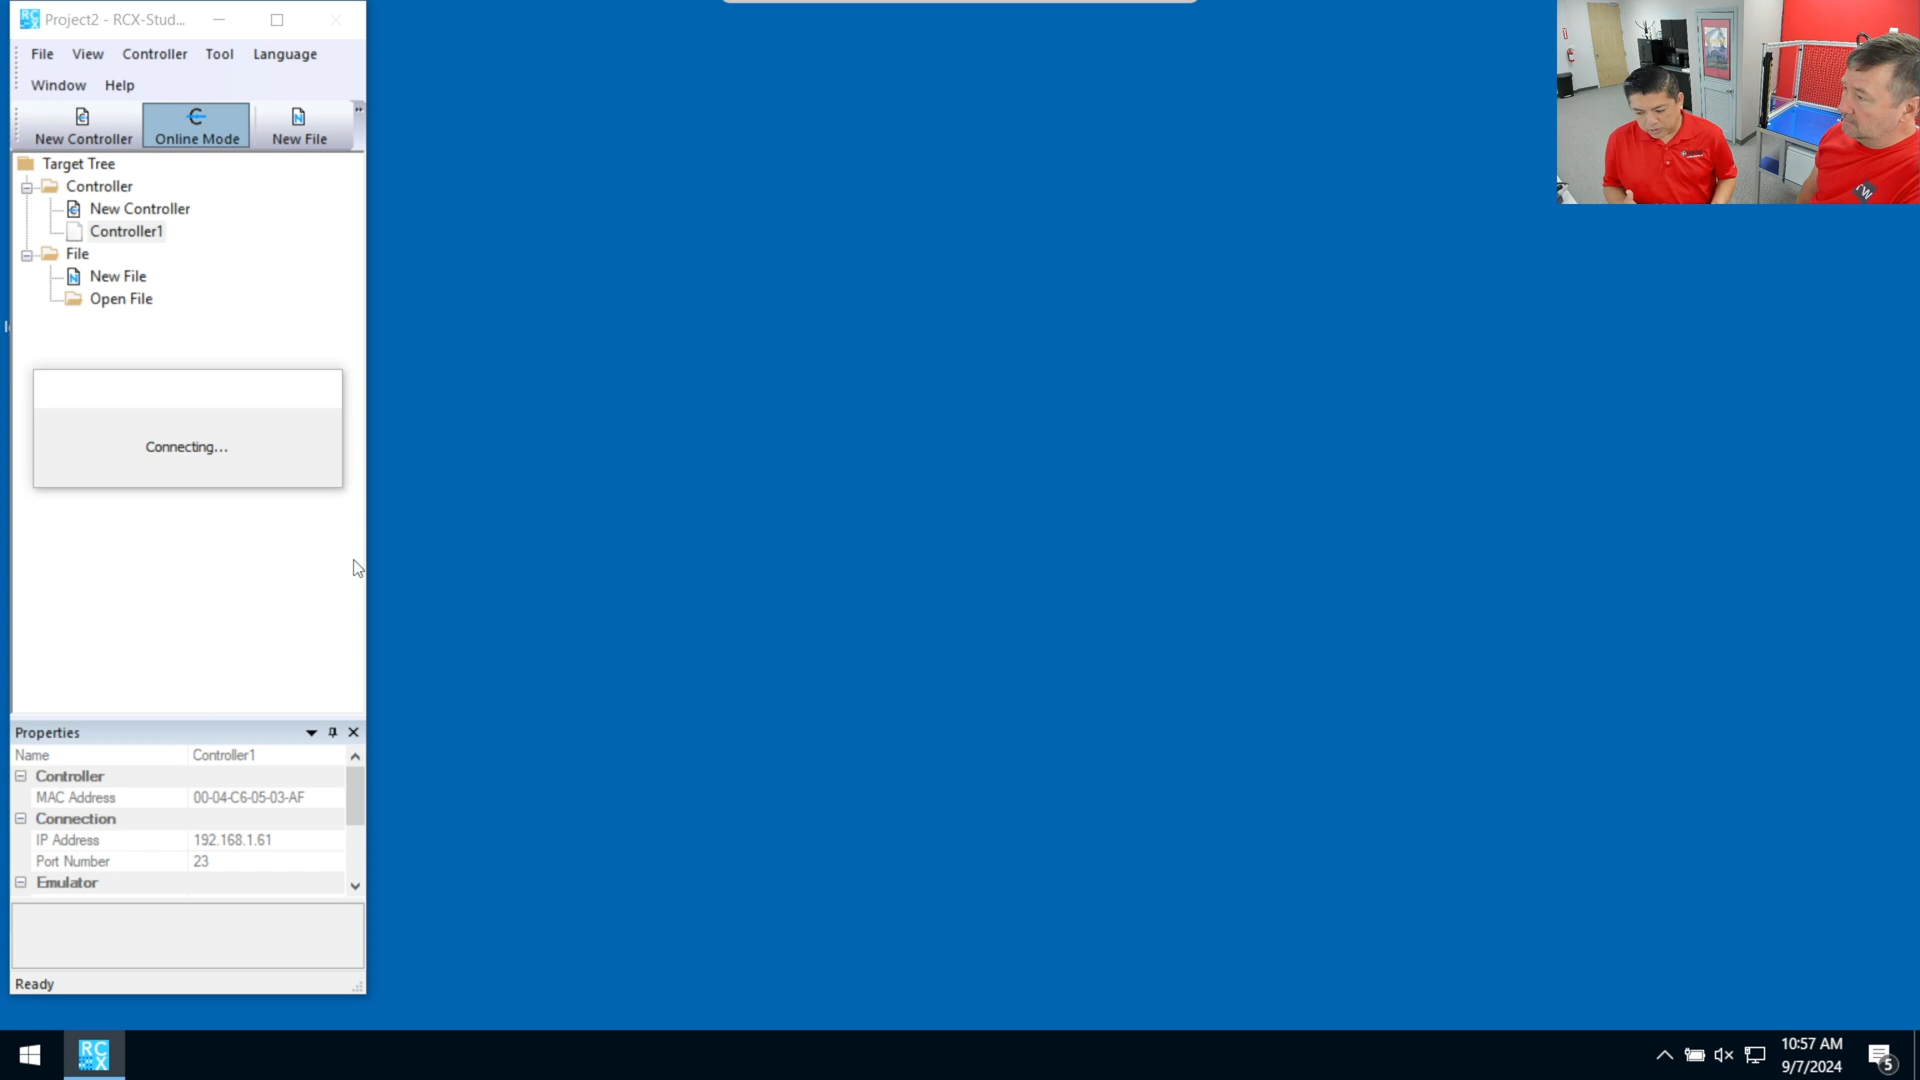 Project2 - RCX-Stud...
File View Controller Tool Language
Window Help
New Controller Online Mode New File
Target Tree
Controller
New Controller
Controller1
File
New File
Open File
Connecting...
Properties
Name Controller1
Controller
MAC Address 00-04-C6-05-03-AF
Connection
IP Address 192.168.1.61
Port Number 23
Emulator
Ready
RC
X
10:57 AM
9/7/2024
5